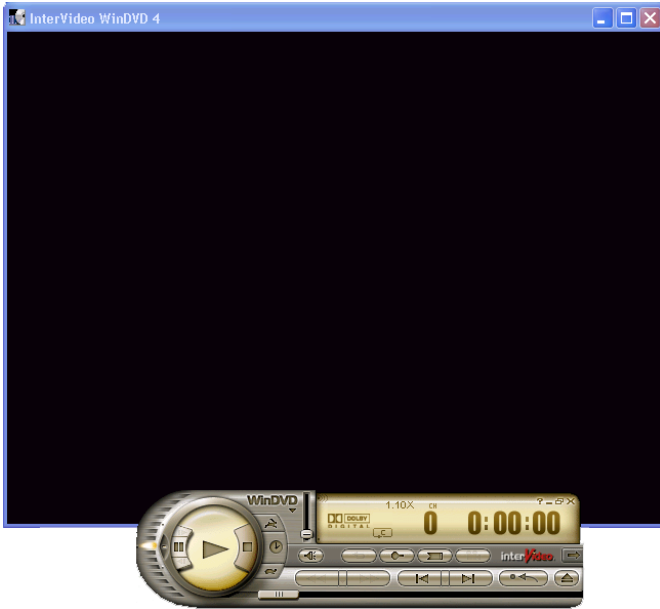 InterVideo WinDVD 4
WinDVD
1.10X
CH
DOLBY
DIGITAL
C
0
0:00:00
interVideo